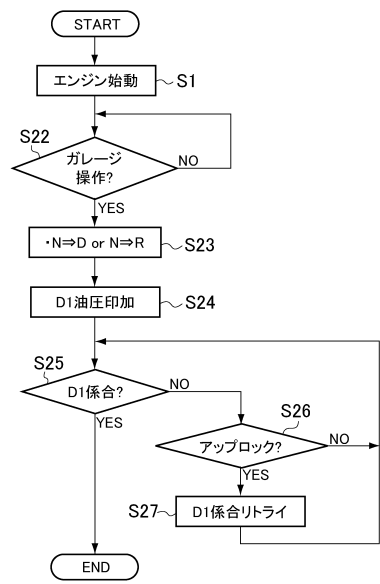 START
エンジン始動
S1
S22
ガレージ
操作?
NO
YES
・N⇒D or N⇒R
S23
D1油圧印加
S24
S25
D1係合?
NO
YES
S26
アップロック?
NO
YES
S27
D1係合リトライ
END